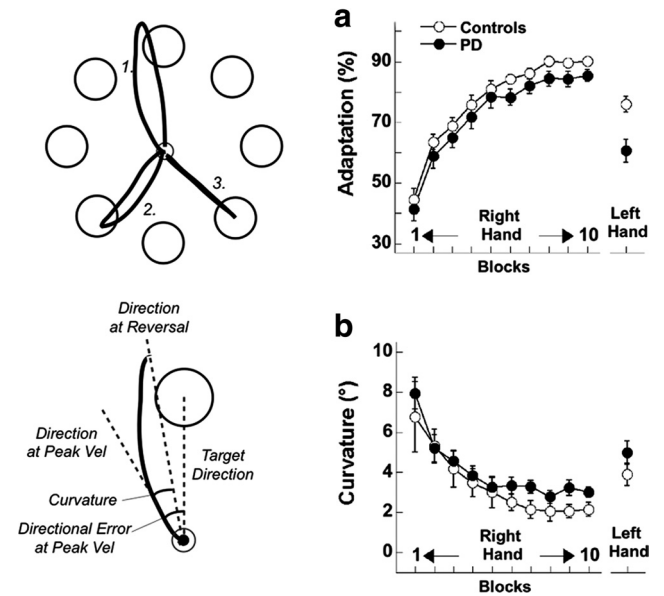 1.
2.
3.
Direction
at Reversal
Direction
at Peak Vel
Target
Direction
Curvature
Directional Error
at Peak Vel
a
Controls
PD
Adaptation (%)
90
70
50
30
Right
Hand
1
10
Left
Hand
Blocks
b
Curvature (°)
10
8
6
4
2
0
Right
Hand
1
10
Left
Hand
Blocks